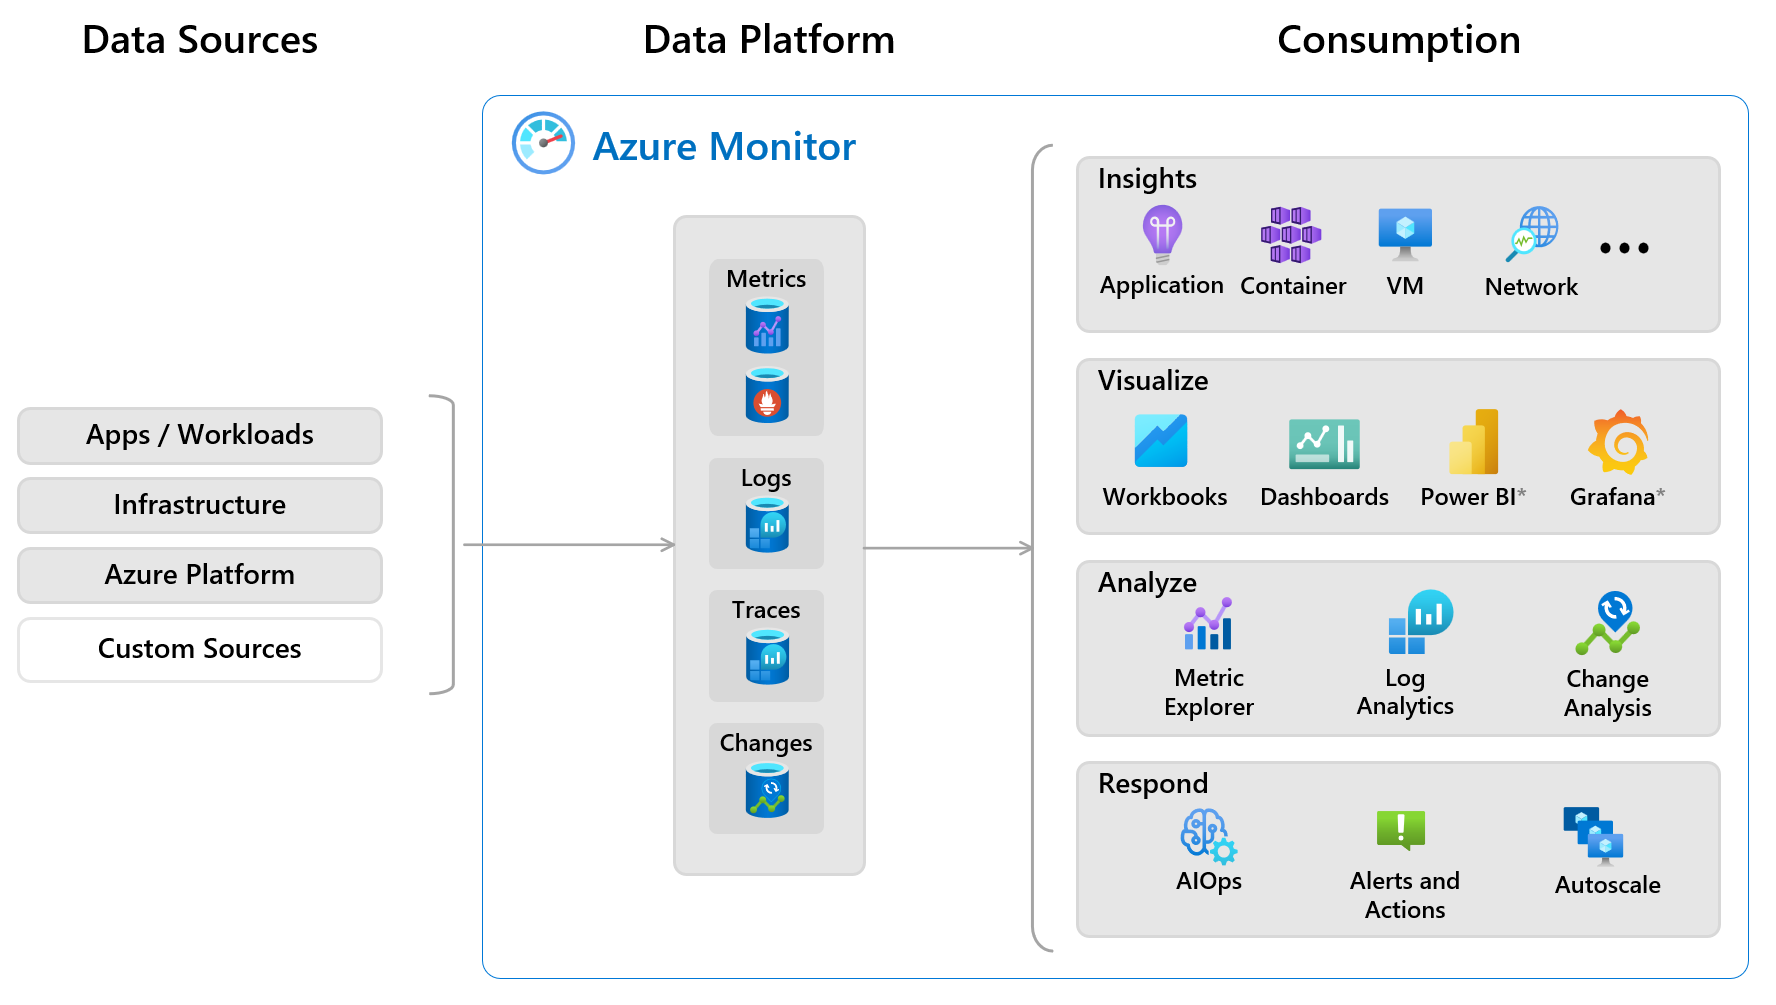 Data Sources
Data Platform
Consumption
Azure Monitor
Apps / Workloads
Infrastructure
Azure Platform
Custom Sources
Metrics
Logs
Traces
Changes
Insights
Application
Container
VM
Network
•••
Visualize
Workbooks
Dashboards
Power BI*
Grafana*
Analyze
Metric
Explorer
Log
Analytics
Change
Analysis
Respond
AIOps
Alerts and
Actions
Autoscale